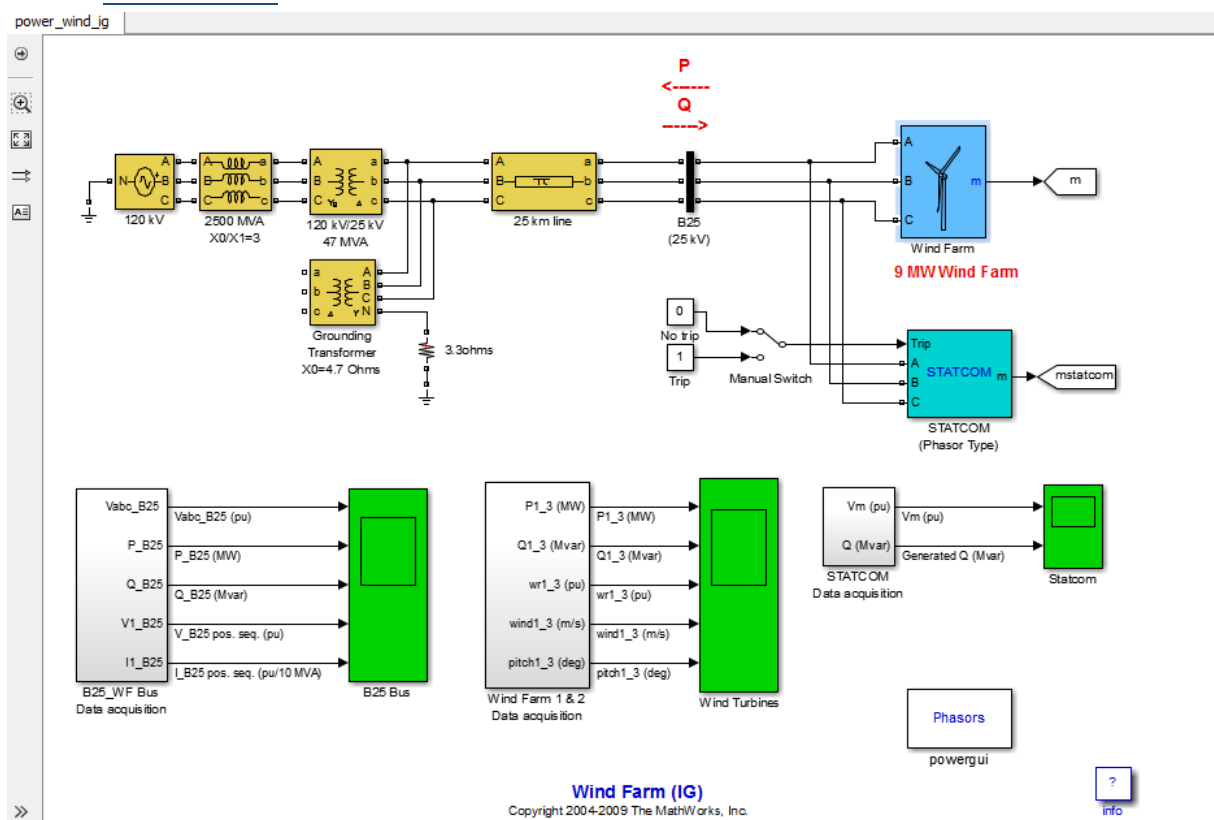 power_wind_ig
P
Q
A
B
C
N
A
B
C
120 kV
A
B
C
a
b
c
2500 MVA
X0/X1=3
A
B
C
a
b
c
Yg
120 kV/25 kV
47 MVA
A
B
C
a
b
c
25 km line
B25
(25 kV)
A
B
C
m
Wind Farm
9 MW Wind Farm
m
a
b
c
A
B
C
N
Y
Grounding
Transformer
X0=4.7 Ohms
3.3ohms
0
No trip
1
Trip
Manual Switch
Trip
A
B
C
STATCOM
m
STATCOM
(Phasor Type)
mstatcom
Vabc_B25
P_B25
Q_B25
V1_B25
I1_B25
B25_WF Bus
Data acquisition
Vabc_B25 (pu)
P_B25 (MW)
Q_B25 (Mvar)
V_B25 pos. seq. (pu)
I_B25 pos. seq. (pu/10 MVA)
B25 Bus
P1_3 (MW)
Q1_3 (Mvar)
wr1_3 (pu)
wind1_3 (m/s)
pitch1_3 (deg)
Wind Farm 1 & 2
Data acquisition
P1_3 (MW)
Q1_3 (Mvar)
wr1_3 (pu)
wind1_3 (m/s)
pitch1_3 (deg)
Wind Turbines
Vm (pu)
Q (Mvar)
STATCOM
Data acquisition
Vm (pu)
Generated Q (Mvar)
Statcom
Phasors
powergui
?
info
Wind Farm (IG)
Copyright 2004-2009 The MathWorks, Inc.